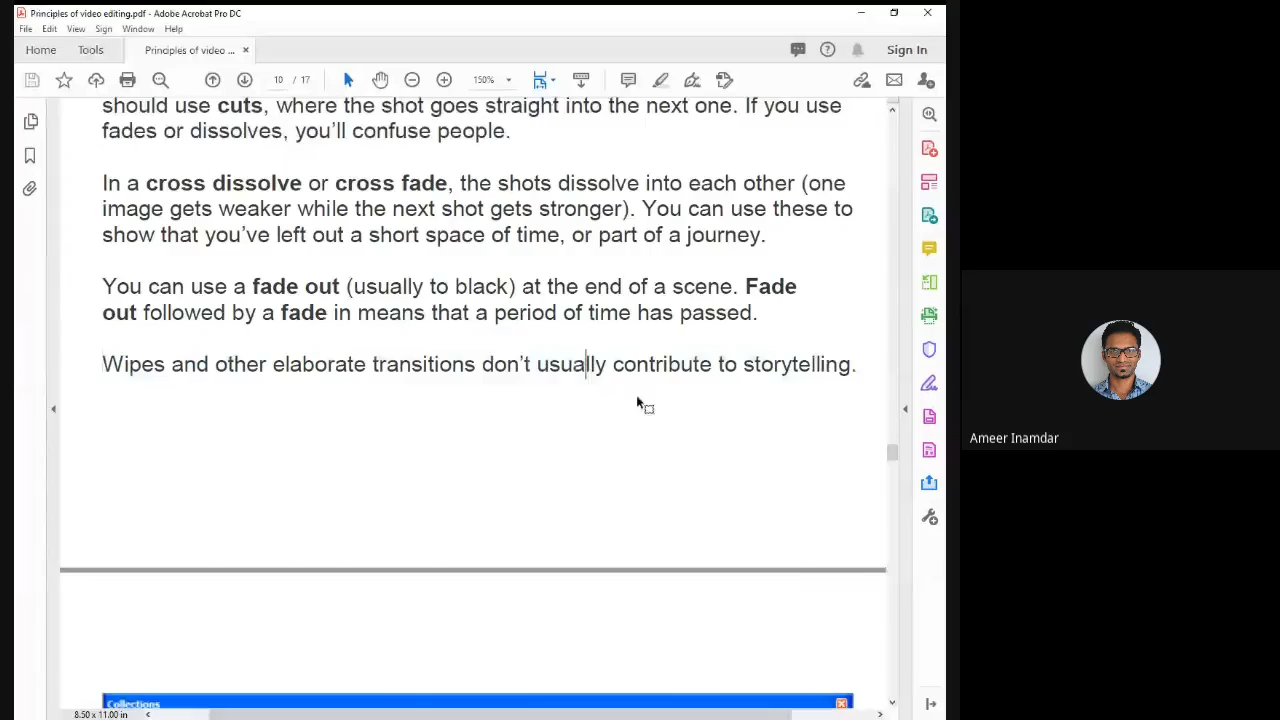 Principles of video editing.pdf - Adobe Acrobat Pro DC
File Edit View Sign Window Help
Home Tools Principles of video ... × Sign In
10 / 17 150%
should use cuts, where the shot goes straight into the next one. If you use
fades or dissolves, you’ll confuse people.
In a cross dissolve or cross fade, the shots dissolve into each other (one
image gets weaker while the next shot gets stronger). You can use these to
show that you’ve left out a short space of time, or part of a journey.
You can use a fade out (usually to black) at the end of a scene. Fade
out followed by a fade in means that a period of time has passed.
Wipes and other elaborate transitions don’t usually contribute to storytelling.
Collections
8.50 x 11.00 in
Ameer Inamdar